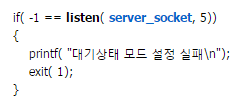 if( -1 == listen( server_socket, 5))
{
    printf( "대기상태 모드 설정 실패\n");
    exit( 1);
}